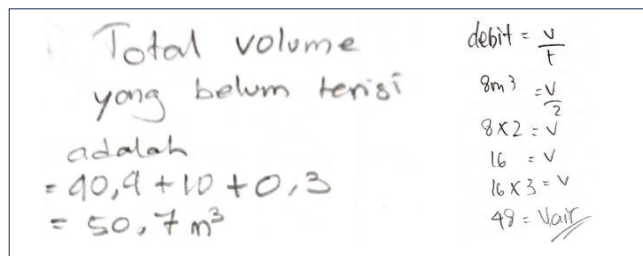 Total volume
yang belum terisi
adalah
= 40,4 + 10 + 0,3
= 50,7 m³
debit = v/t
8m³ = v/2
8 x 2 = v
16 = v
16 x 3 = v
48 = Vair